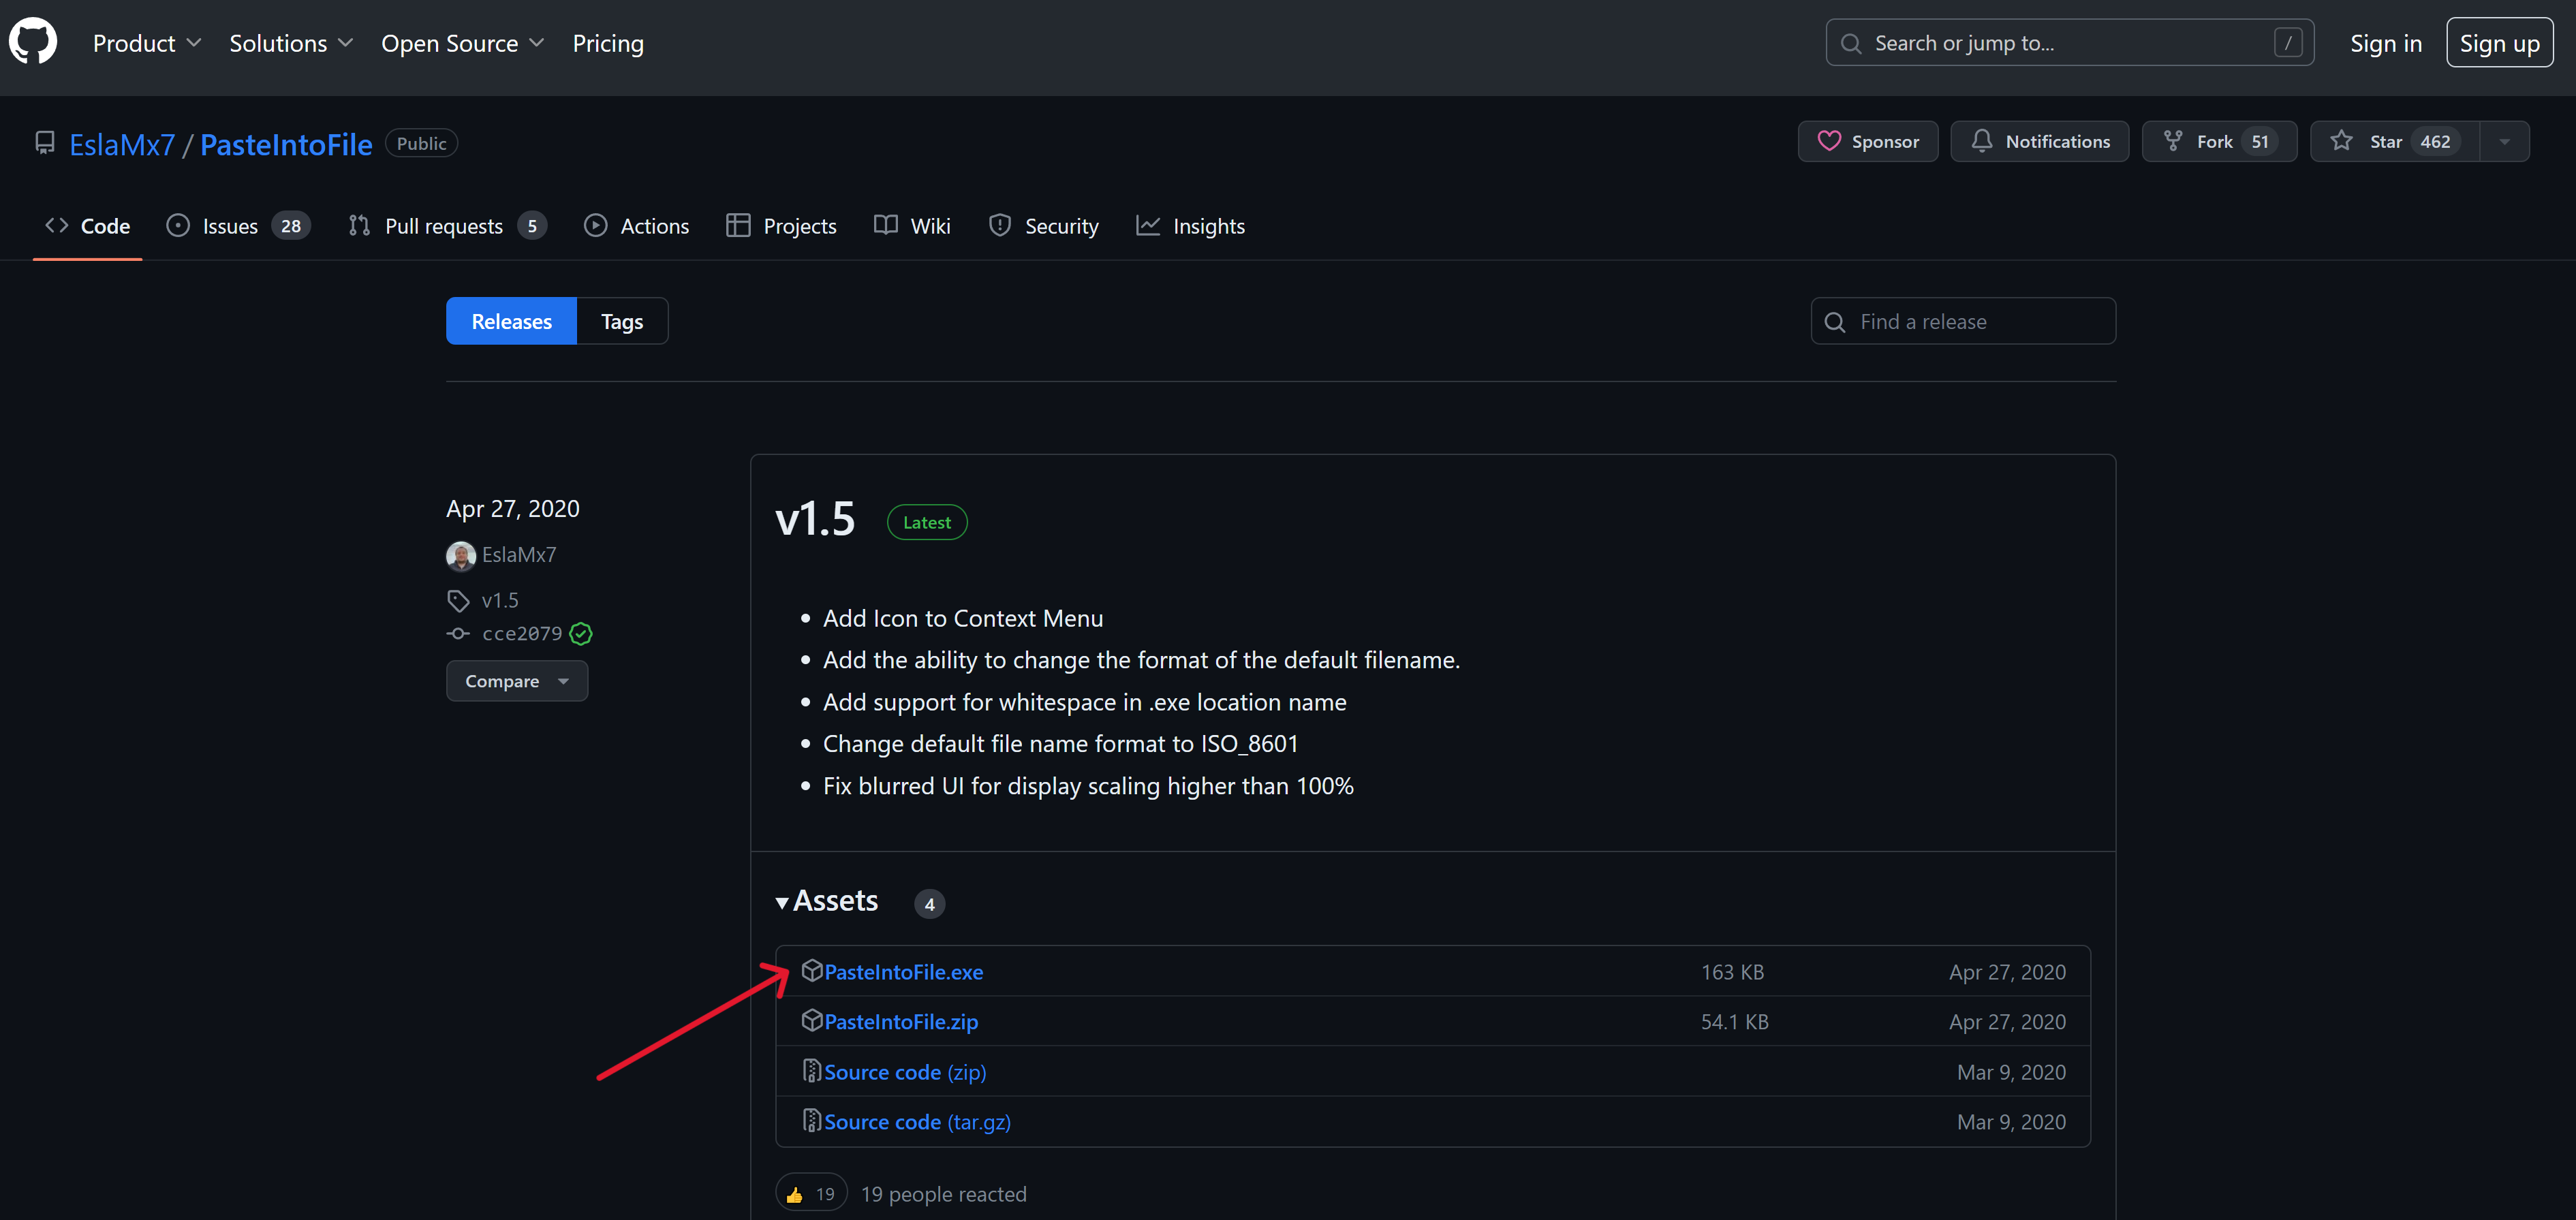 Product Solutions Open Source Pricing Search or jump to... / Sign in Sign up
EslaMx7 / PasteIntoFile Public Sponsor Notifications Fork 51 Star 462
Code Issues 28 Pull requests 5 Actions Projects Wiki Security Insights
Releases Tags Find a release
Apr 27, 2020
EslaMx7
v1.5
cce2079
Compare
v1.5 Latest
• Add Icon to Context Menu
• Add the ability to change the format of the default filename.
• Add support for whitespace in .exe location name
• Change default file name format to ISO_8601
• Fix blurred UI for display scaling higher than 100%
Assets 4
PasteIntoFile.exe 163 KB Apr 27, 2020
PasteIntoFile.zip 54.1 KB Apr 27, 2020
Source code (zip) Mar 9, 2020
Source code (tar.gz) Mar 9, 2020
👍 19 19 people reacted